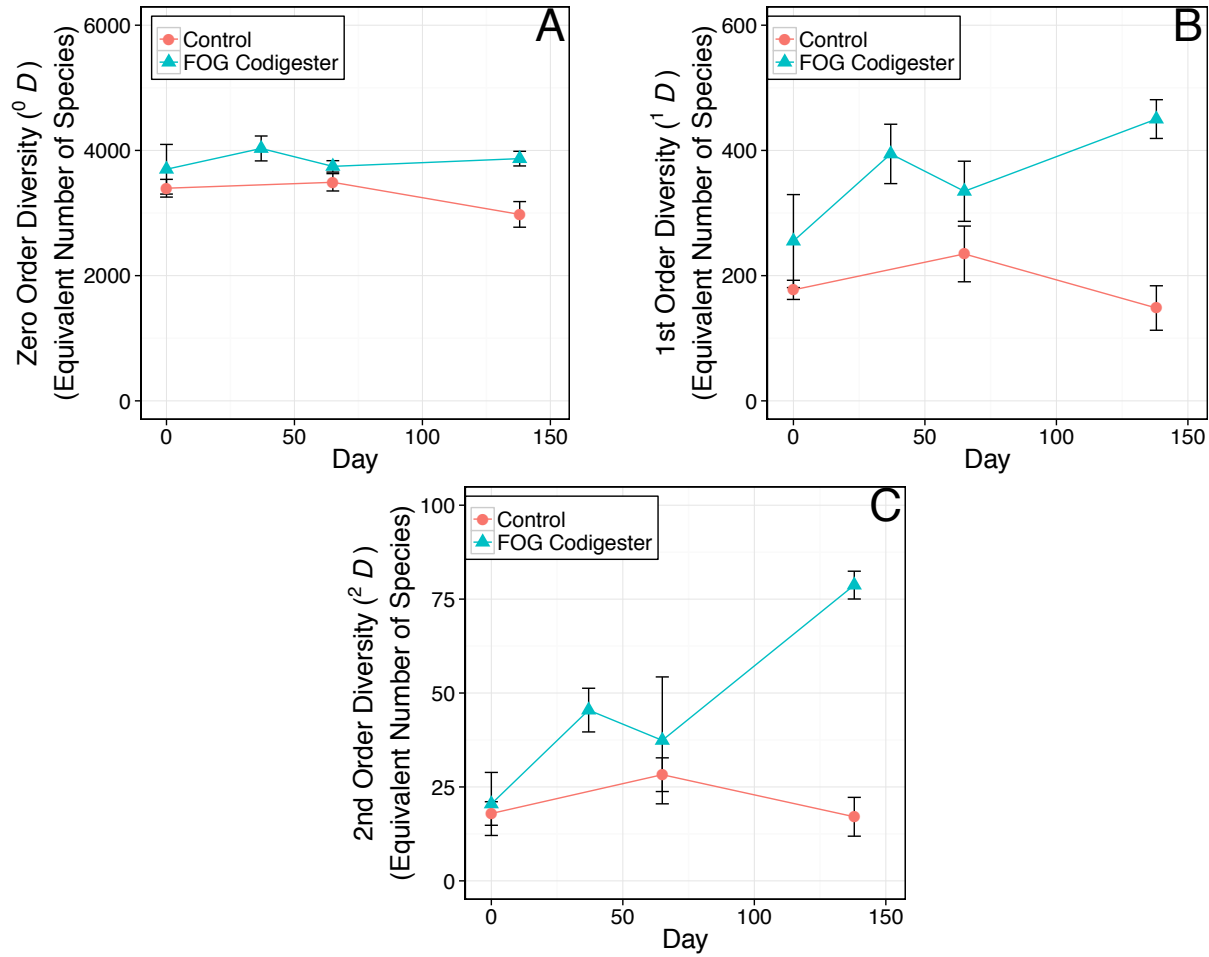 A
Control
FOG Codigester
Zero Order Diversity (⁰ D )
(Equivalent Number of Species)
6000
4000
2000
0
0 50 100 150
Day
B
Control
FOG Codigester
1st Order Diversity (¹ D )
(Equivalent Number of Species)
600
400
200
0
0 50 100 150
Day
C
Control
FOG Codigester
2nd Order Diversity (² D )
(Equivalent Number of Species)
100
75
50
25
0
0 50 100 150
Day